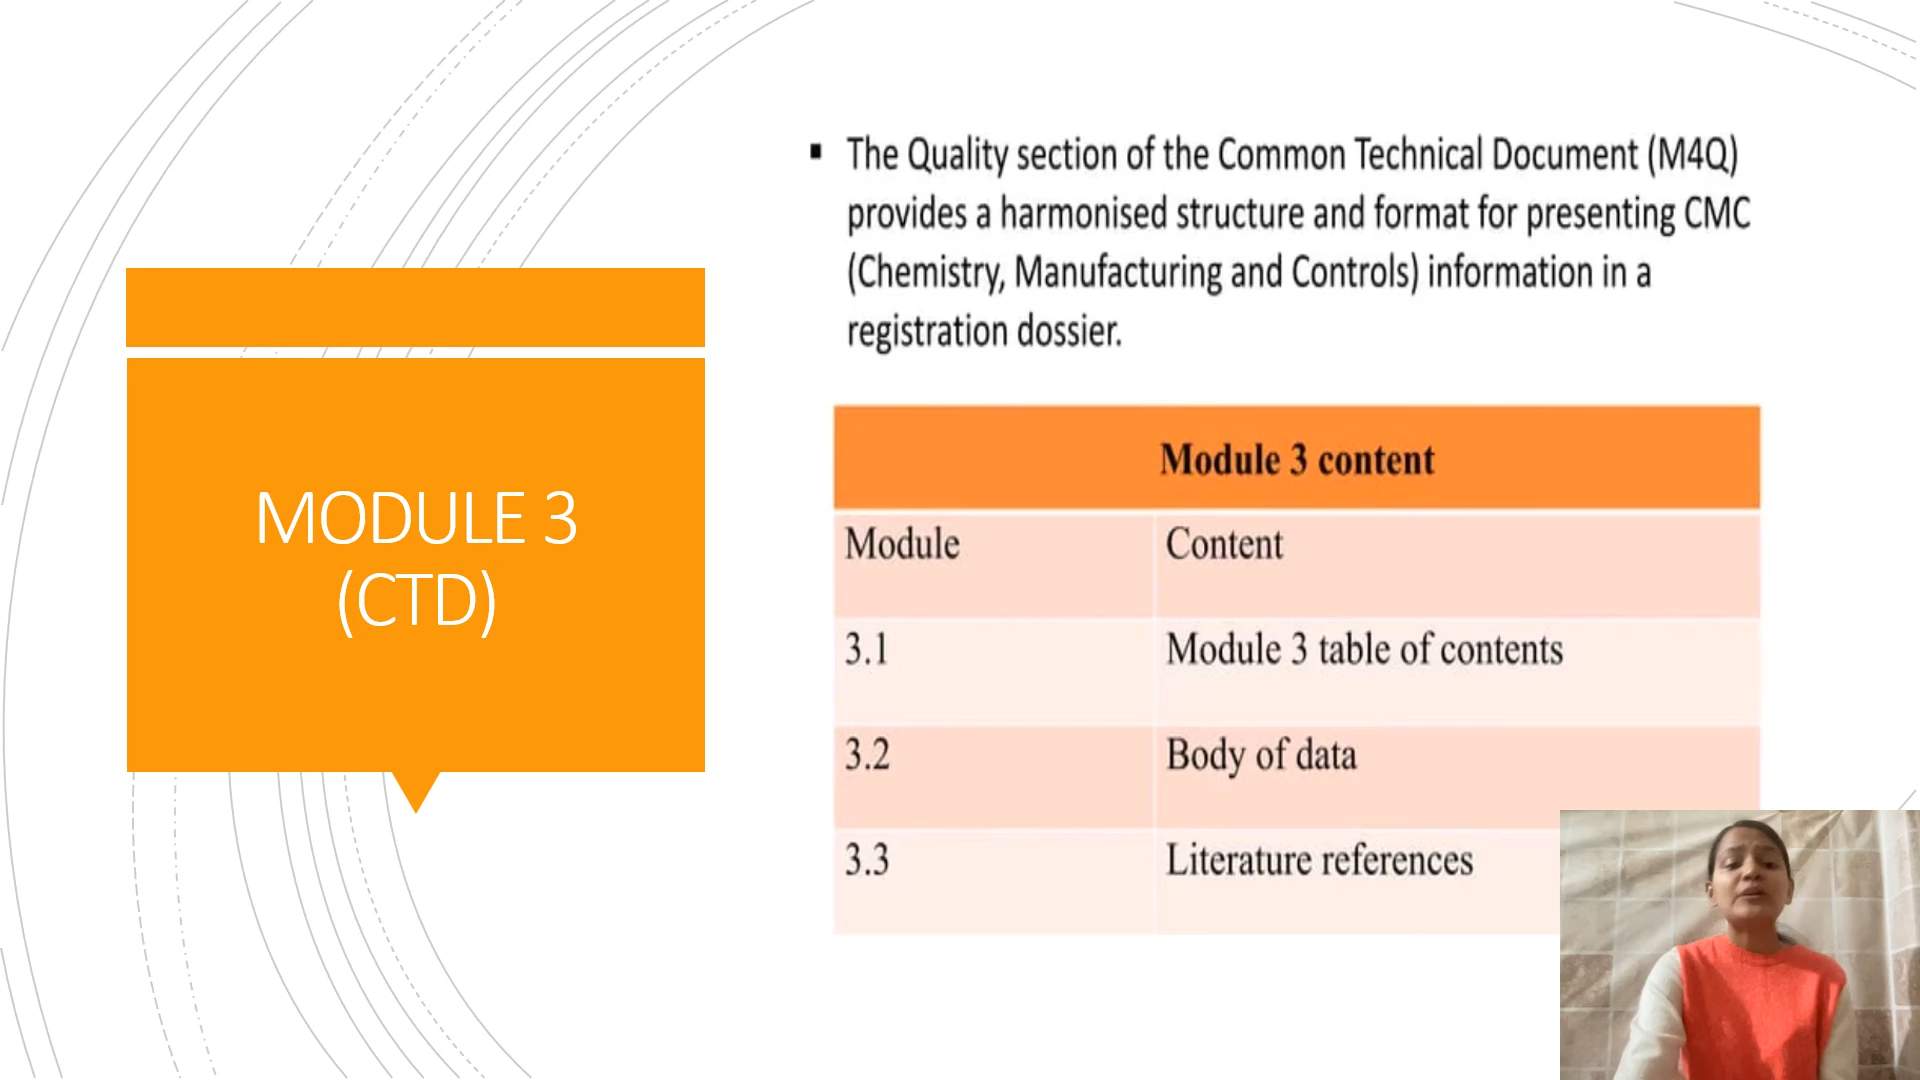 MODULE 3
(CTD)
▪ The Quality section of the Common Technical Document (M4Q)
provides a harmonised structure and format for presenting CMC
(Chemistry, Manufacturing and Controls) information in a
registration dossier.
Module 3 content
Module Content
3.1 Module 3 table of contents
3.2 Body of data
3.3 Literature references